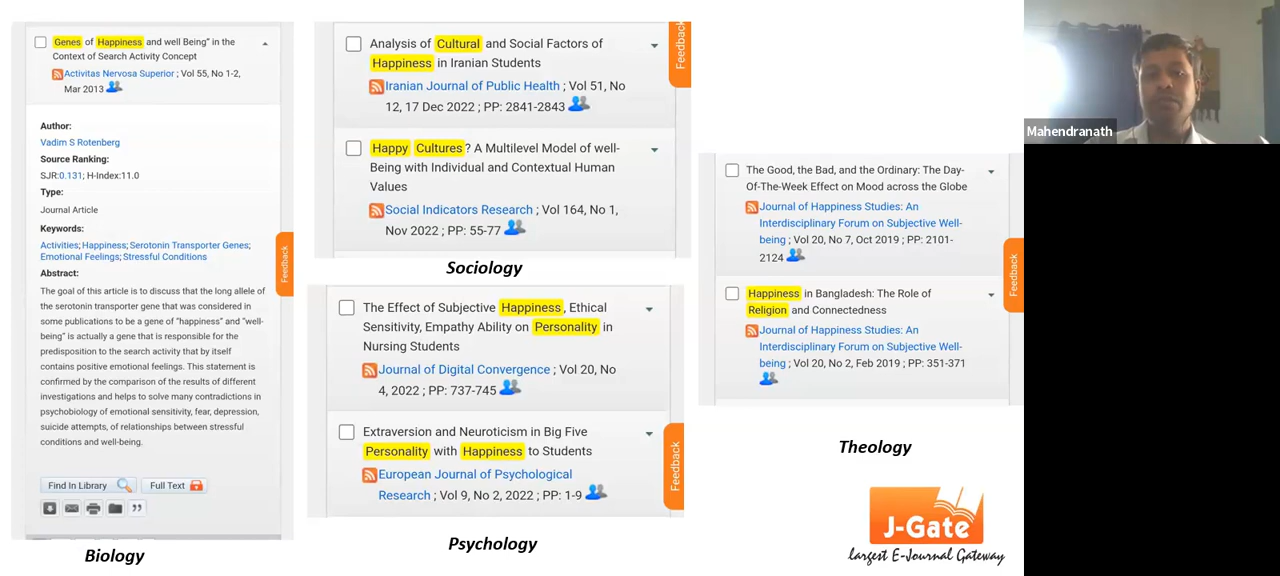 Genes of Happiness and well Being" in the
Context of Search Activity Concept
Activitas Nervosa Superior ; Vol 55, No 1-2,
Mar 2013
Author:
Vadim S Rotenberg
Source Ranking:
SJR:0.131; H-Index:11.0
Type:
Journal Article
Keywords:
Activities; Happiness; Serotonin Transporter Genes;
Emotional Feelings; Stressful Conditions
Abstract:
The goal of this article is to discuss that the long allele of
the serotonin transporter gene that was considered in
some publications to be a gene of "happiness" and "well-
being" is actually a gene that is responsible for the
predisposition to the search activity that by itself
contains positive emotional feelings. This statement is
confirmed by the comparison of the results of different
investigations and helps to solve many contradictions in
psychobiology of emotional sensitivity, fear, depression,
suicide attempts, of relationships between stressful
conditions and well-being.
Find In Library
Full Text
Feedback
Biology
Analysis of Cultural and Social Factors of
Happiness in Iranian Students
Iranian Journal of Public Health ; Vol 51, No
12, 17 Dec 2022 ; PP: 2841-2843
Happy Cultures? A Multilevel Model of well-
Being with Individual and Contextual Human
Values
Social Indicators Research ; Vol 164, No 1,
Nov 2022 ; PP: 55-77
Feedback
Sociology
The Effect of Subjective Happiness, Ethical
Sensitivity, Empathy Ability on Personality in
Nursing Students
Journal of Digital Convergence ; Vol 20, No
4, 2022 ; PP: 737-745
Extraversion and Neuroticism in Big Five
Personality with Happiness to Students
European Journal of Psychological
Research ; Vol 9, No 2, 2022 ; PP: 1-9
Feedback
Psychology
The Good, the Bad, and the Ordinary: The Day-
Of-The-Week Effect on Mood across the Globe
Journal of Happiness Studies: An
Interdisciplinary Forum on Subjective Well-
being ; Vol 20, No 7, Oct 2019 ; PP: 2101-
2124
Happiness in Bangladesh: The Role of
Religion and Connectedness
Journal of Happiness Studies: An
Interdisciplinary Forum on Subjective Well-
being ; Vol 20, No 2, Feb 2019 ; PP: 351-371
Feedback
Theology
J-Gate
largest E-Journal Gateway
Mahendranath